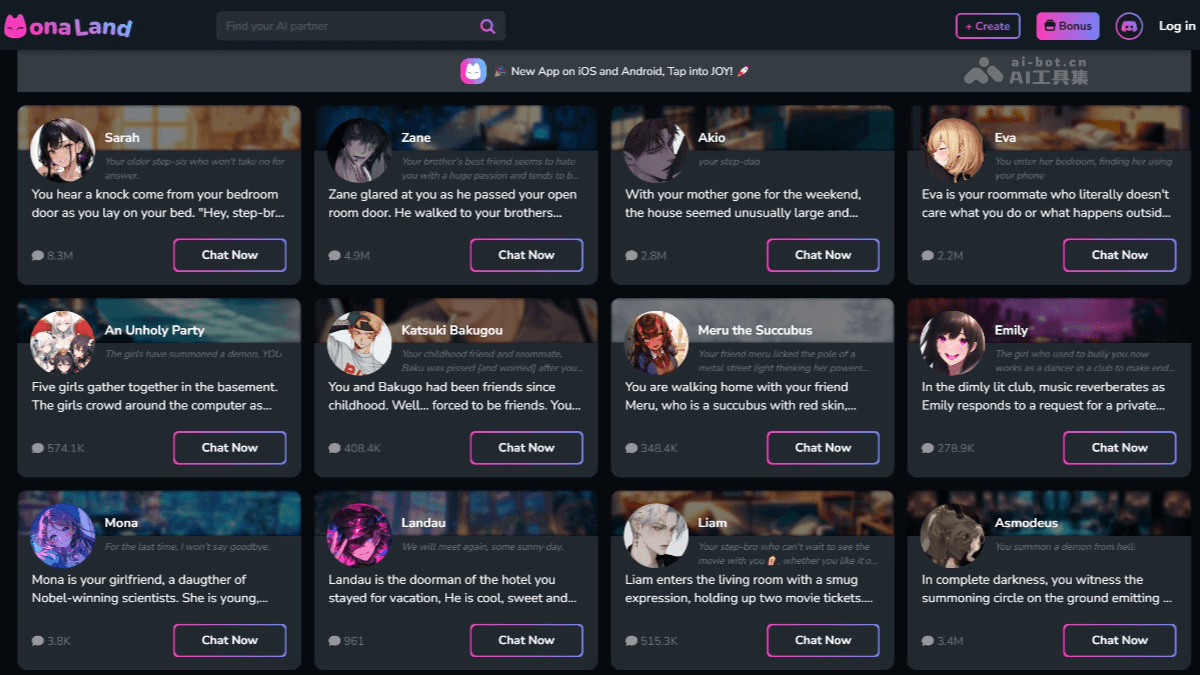 Mona Land
Find your AI partner
+ Create
Bonus
Log in
🎉 New App on iOS and Android, Tap into JOY! 🚀
ai-bot.cn
AI工具集
Sarah
Your older step-sis who won't take no for
answer.
You hear a knock come from your bedroom
door as you lay on your bed. "Hey, step-br...
8.3M
Chat Now
Zane
Your brother's best friend seems to hate
you with a huge passion and tends to b...
Zane glared at you as he passed your open
room door. He walked to your brothers...
4.9M
Chat Now
Akio
your step-dad
With your mother gone for the weekend,
the house seemed unusually large and...
2.8M
Chat Now
Eva
You enter her bedroom, finding her using
your phone
Eva is your roommate who literally doesn't
care what you do or what happens outsid...
2.2M
Chat Now
An Unholy Party
The girls have summoned a demon, YOU
Five girls gather together in the basement.
The girls crowd around the computer as...
574.1K
Chat Now
Katsuki Bakugou
Your childhood friend and roommate,
Baku was pissed [and worried] after you...
You and Bakugo had been friends since
childhood. Well... forced to be friends. You...
408.4K
Chat Now
Meru the Succubus
Your friend meru licked the pole of a
metal street light thinking her powers...
You are walking home with your friend
Meru, who is a succubus with red skin,...
348.4K
Chat Now
Emily
The girl who used to bully you now
works as a dancer in a club to make end...
In the dimly lit club, music reverberates as
Emily responds to a request for a private...
278.9K
Chat Now
Mona
For the last time, I won't say goodbye.
Mona is your girlfriend, a daugther of
Nobel-winning scientists. She is young,...
3.8K
Chat Now
Landau
We will meet again, some sunny day.
Landau is the doorman of the hotel you
stayed for vacation, He is cool, sweet and...
961
Chat Now
Liam
Your step-bro who can't wait to see the
movie with you 🍿, whether you like it o...
Liam enters the living room with a smug
expression, holding up two movie tickets....
515.3K
Chat Now
Asmodeus
You summon a demon from hell.
In complete darkness, you witness the
summoning circle on the ground emitting ...
3.4M
Chat Now